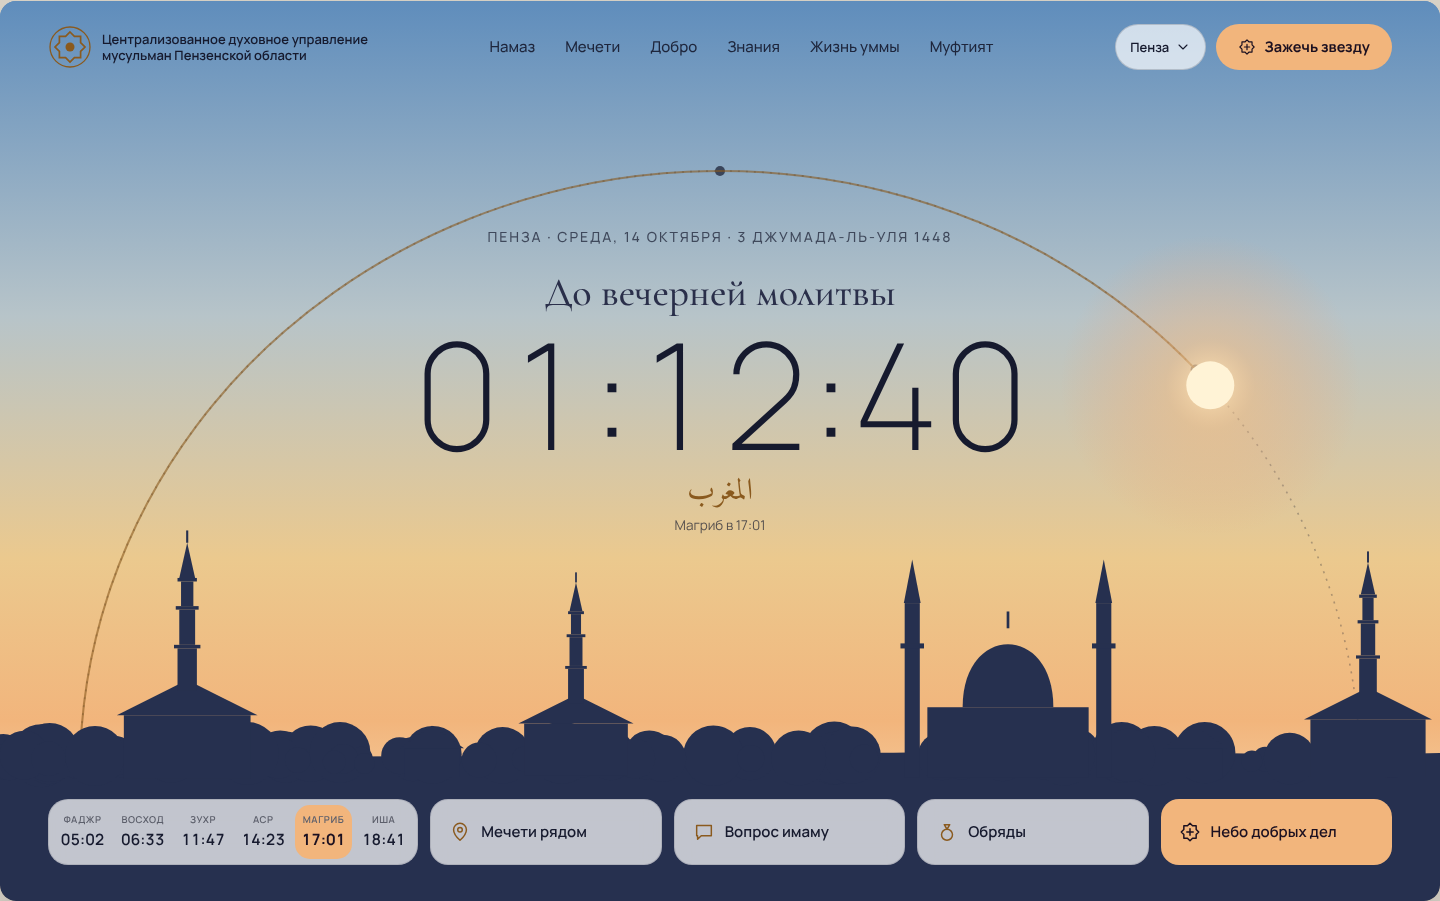 Централизованное духовное управление
мусульман Пензенской области
Намаз
Мечети
Добро
Знания
Жизнь уммы
Муфтият
Пенза
Зажечь звезду
ПЕНЗА · СРЕДА, 14 ОКТЯБРЯ · 3 ДЖУМАДА-ЛЬ-УЛЯ 1448
До вечерней молитвы
01:12:40
المغرب
Магриб в 17:01
ФАДЖР
05:02
ВОСХОД
06:33
ЗУХР
11:47
АСР
14:23
МАГРИБ
17:01
ИША
18:41
Мечети рядом
Вопрос имаму
Обряды
Небо добрых дел